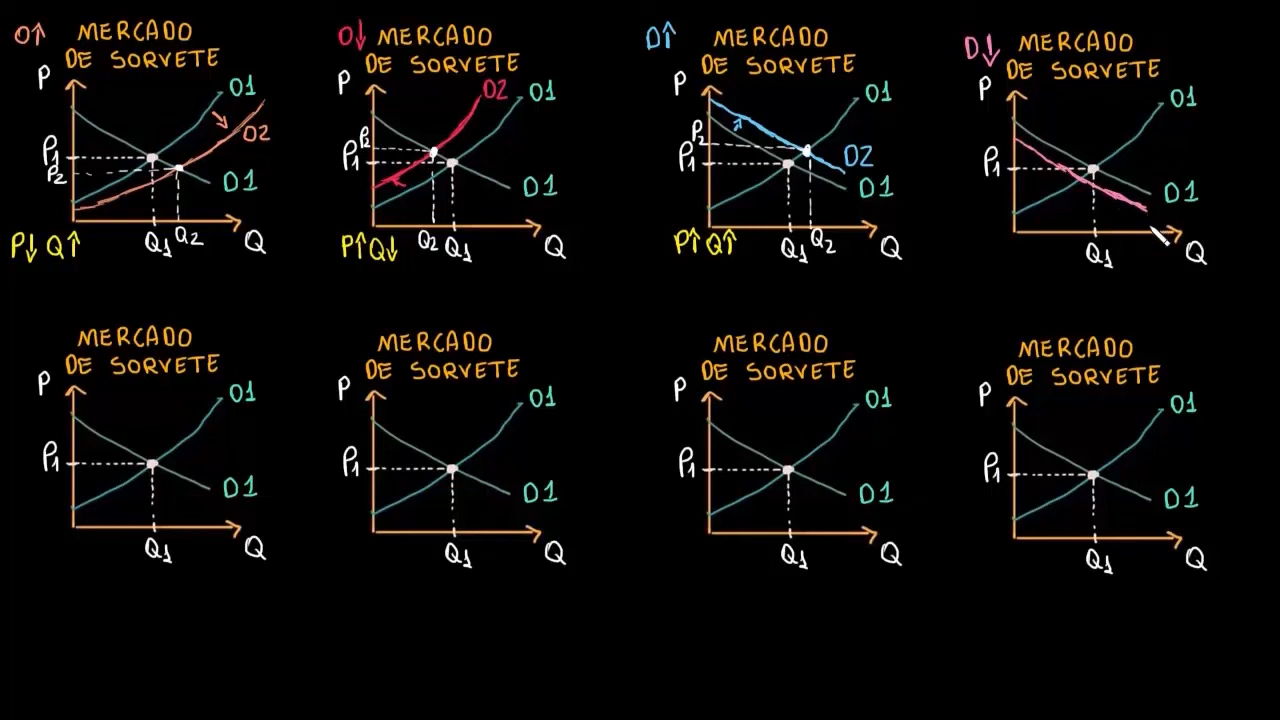 O↑ MERCADO DE SORVETE
P
O1
O2
P1
P2
D1
Q1 Q2 Q
P↓ Q↑
O↓ MERCADO DE SORVETE
P
O2 O1
P2
P1
D1
Q2 Q1 Q
P↑ Q↓
D↑ MERCADO DE SORVETE
P
O1
P2
P1
D2
D1
Q1 Q2 Q
P↑ Q↑
D↓ MERCADO DE SORVETE
P
O1
P1
D1
Q1 Q
MERCADO
DE SORVETE
P
O1
P1
D1
Q1 Q
MERCADO
DE SORVETE
P
O1
P1
D1
Q1 Q
MERCADO
DE SORVETE
P
O1
P1
D1
Q1 Q
MERCADO
DE SORVETE
P
O1
P1
D1
Q1 Q